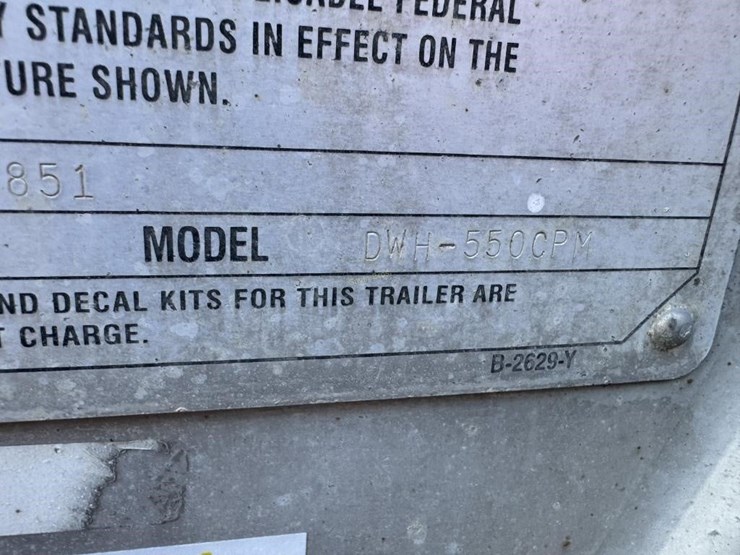 FEDERAL
STANDARDS IN EFFECT ON THE
URE SHOWN.
851
MODEL DWH-550CPM
ND DECAL KITS FOR THIS TRAILER ARE
T CHARGE.
B-2629-Y